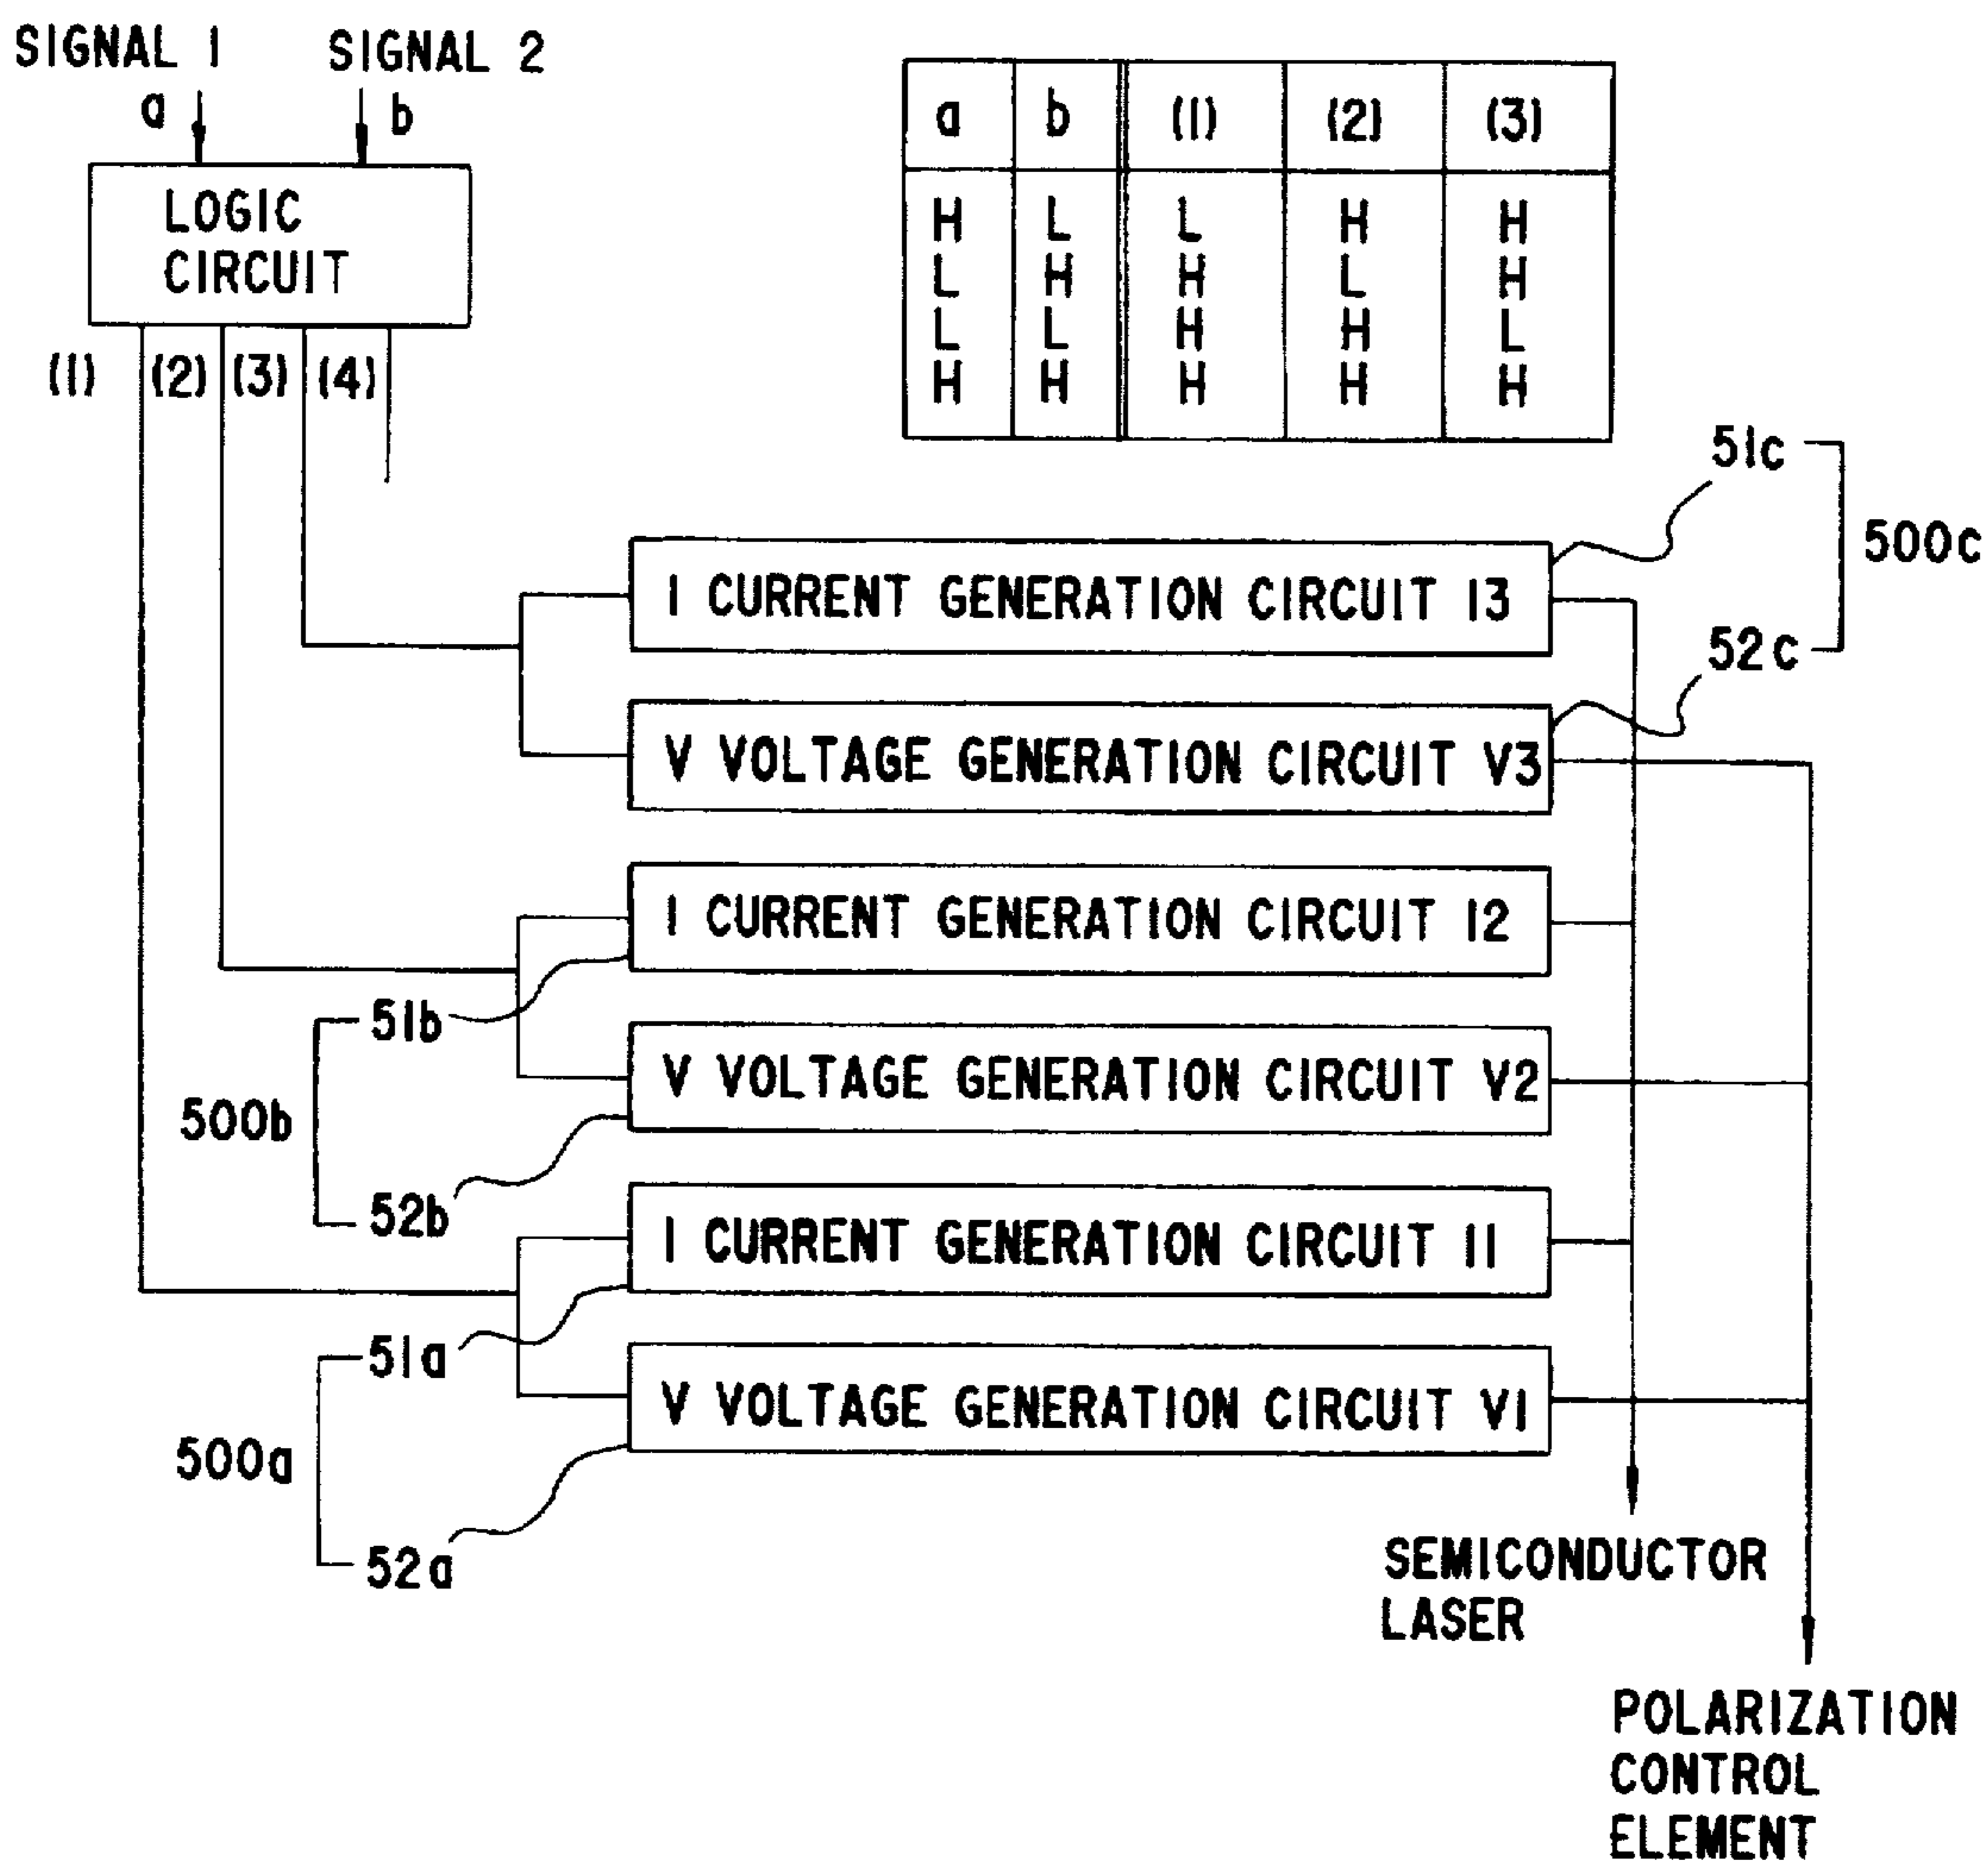 SIGNAL 1 SIGNAL 2
a b
LOGIC
CIRCUIT
(1) (2) (3) (4)
a b (1) (2) (3)
H L L H H
L H H L H
L L H H L
H H H H H
51c
500c
52c
I CURRENT GENERATION CIRCUIT I3
V VOLTAGE GENERATION CIRCUIT V3
I CURRENT GENERATION CIRCUIT I2
51b
V VOLTAGE GENERATION CIRCUIT V2
500b
52b
I CURRENT GENERATION CIRCUIT I1
51a
V VOLTAGE GENERATION CIRCUIT V1
500a
52a
SEMICONDUCTOR
LASER
POLARIZATION
CONTROL
ELEMENT